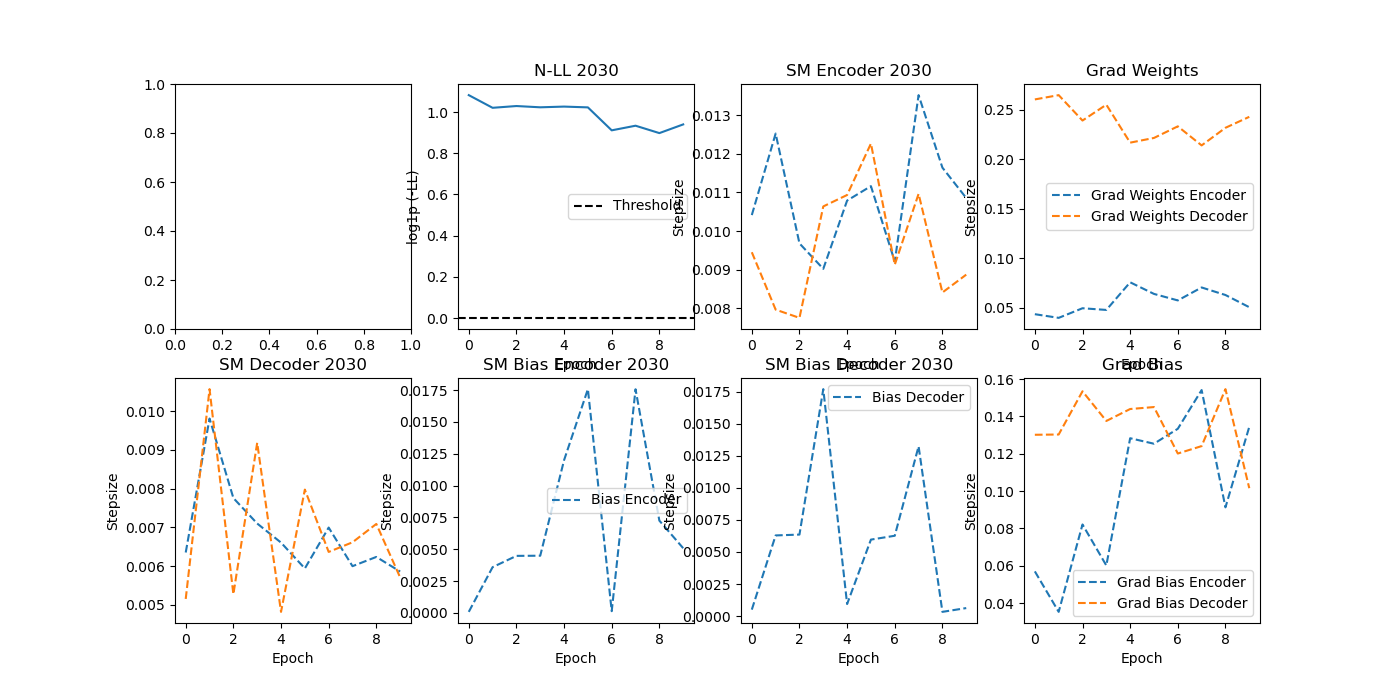 1.0
0.8
0.6
0.4
0.2
0.0
0.0 0.2 0.4 0.6 0.8 1.0
N-LL 2030
log1p (-LL)
1.0
0.8
0.6
0.4
0.2
0.0
Threshold
0 2 4 6 8
Epoch
SM Encoder 2030
Stepsize
0.013
0.012
0.011
0.010
0.009
0.008
0 2 4 6 8
Epoch
Grad Weights
Stepsize
0.25
0.20
0.15
0.10
0.05
Grad Weights Encoder
Grad Weights Decoder
0 2 4 6 8
Epoch
SM Decoder 2030
Stepsize
0.010
0.009
0.008
0.007
0.006
0.005
0 2 4 6 8
Epoch
SM Bias Encoder 2030
Stepsize
0.0175
0.0150
0.0125
0.0100
0.0075
0.0050
0.0025
0.0000
Bias Encoder
0 2 4 6 8
Epoch
SM Bias Decoder 2030
Stepsize
0.0175
0.0150
0.0125
0.0100
0.0075
0.0050
0.0025
0.0000
Bias Decoder
0 2 4 6 8
Epoch
Grad Bias
Stepsize
0.16
0.14
0.12
0.10
0.08
0.06
0.04
Grad Bias Encoder
Grad Bias Decoder
0 2 4 6 8
Epoch